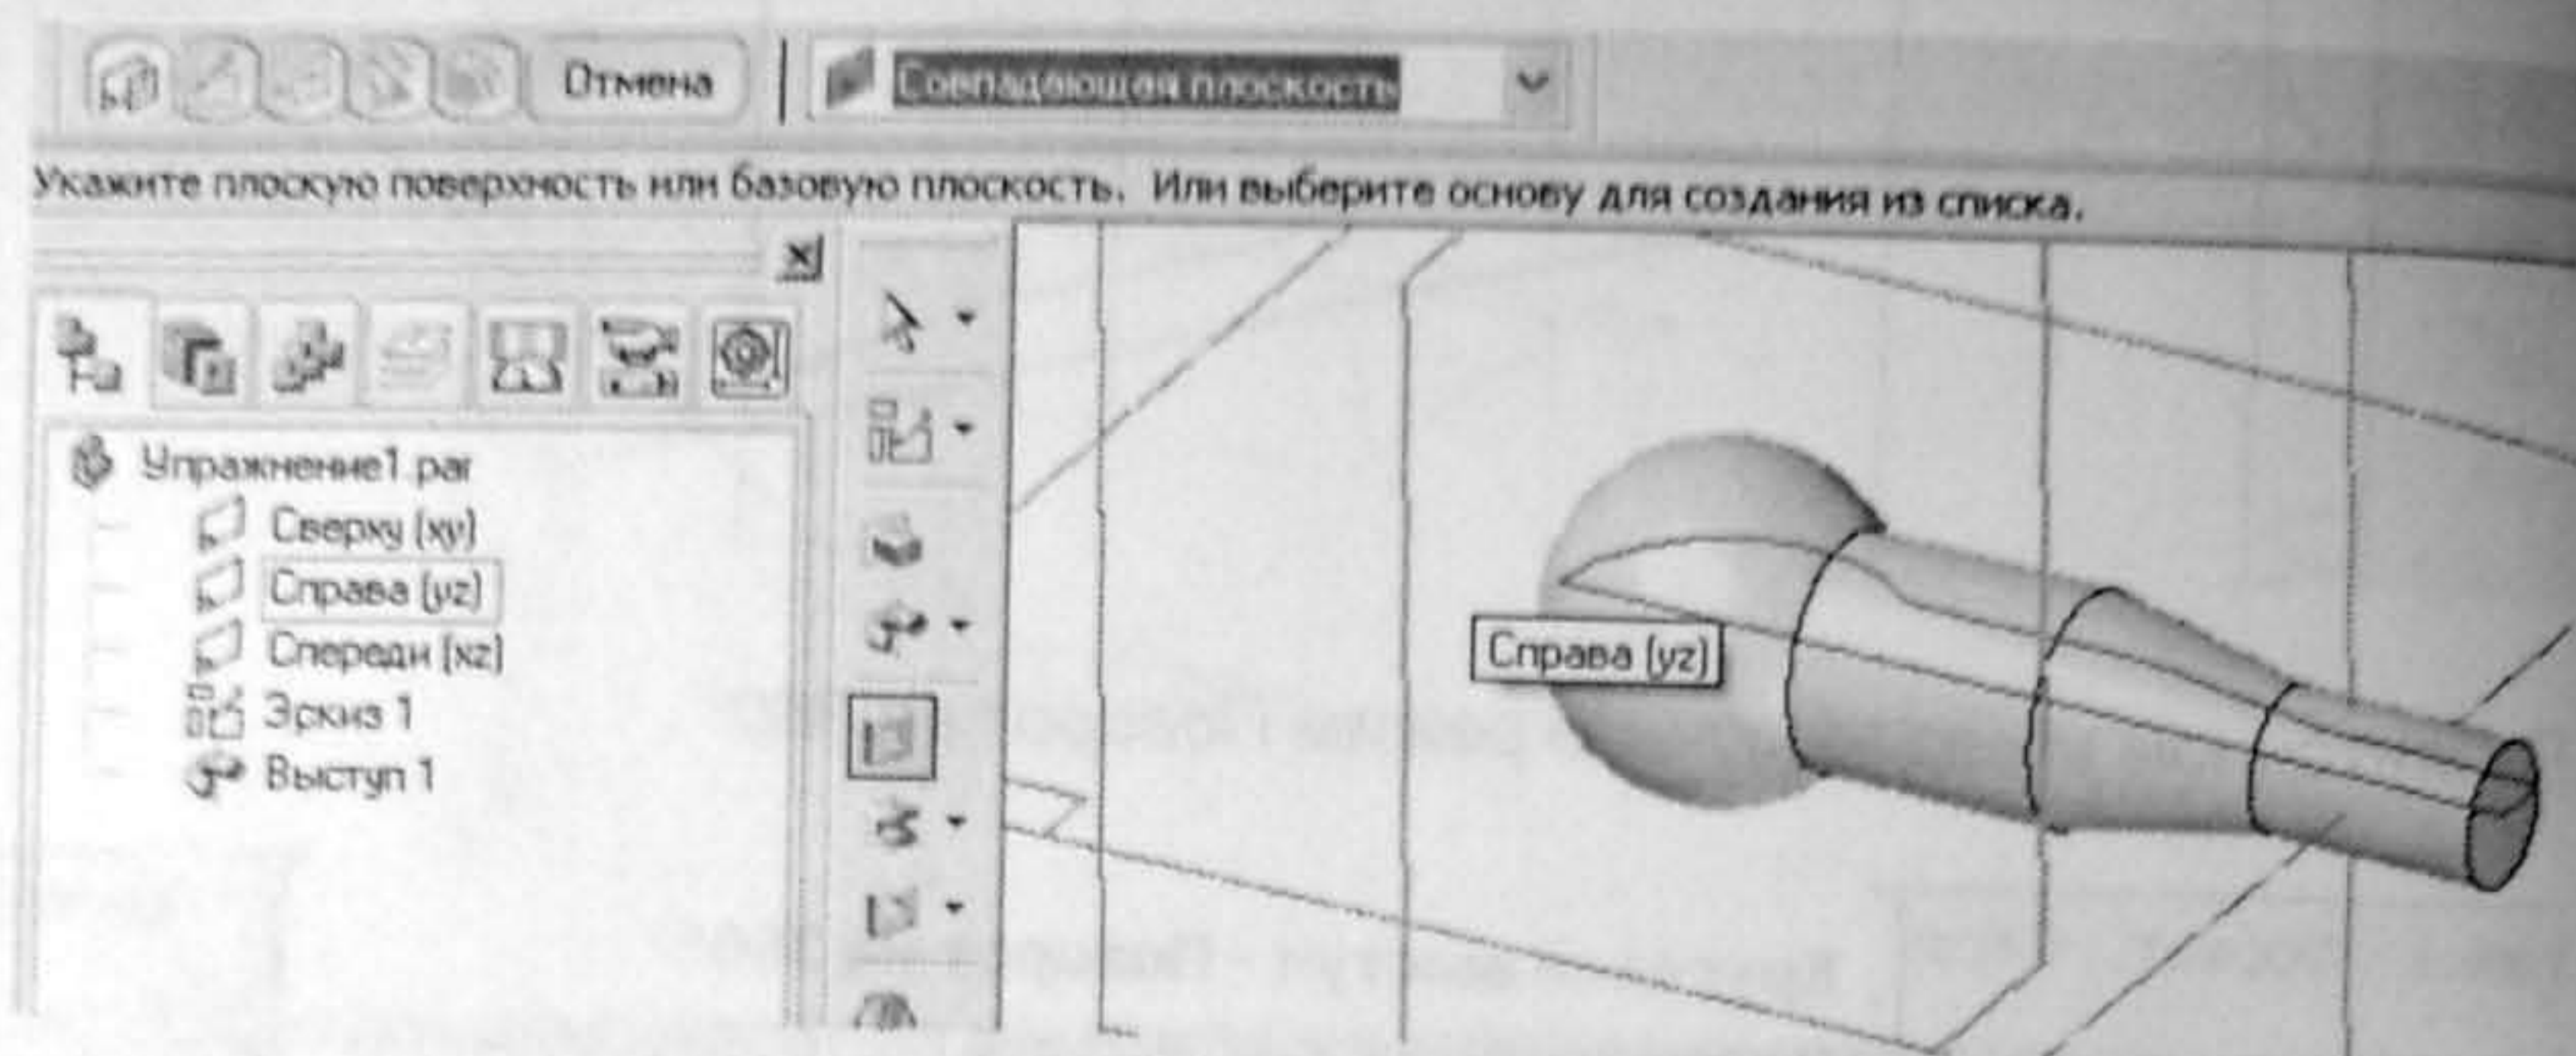 Отмена
Совпадающая плоскость
Укажите плоскую поверхность или базовую плоскость. Или выберите основу для создания из списка.
Упражнение1.par
Сверху (xy)
Справа (yz)
Спереди (xz)
Эскиз 1
Выступ 1
Справа (yz)